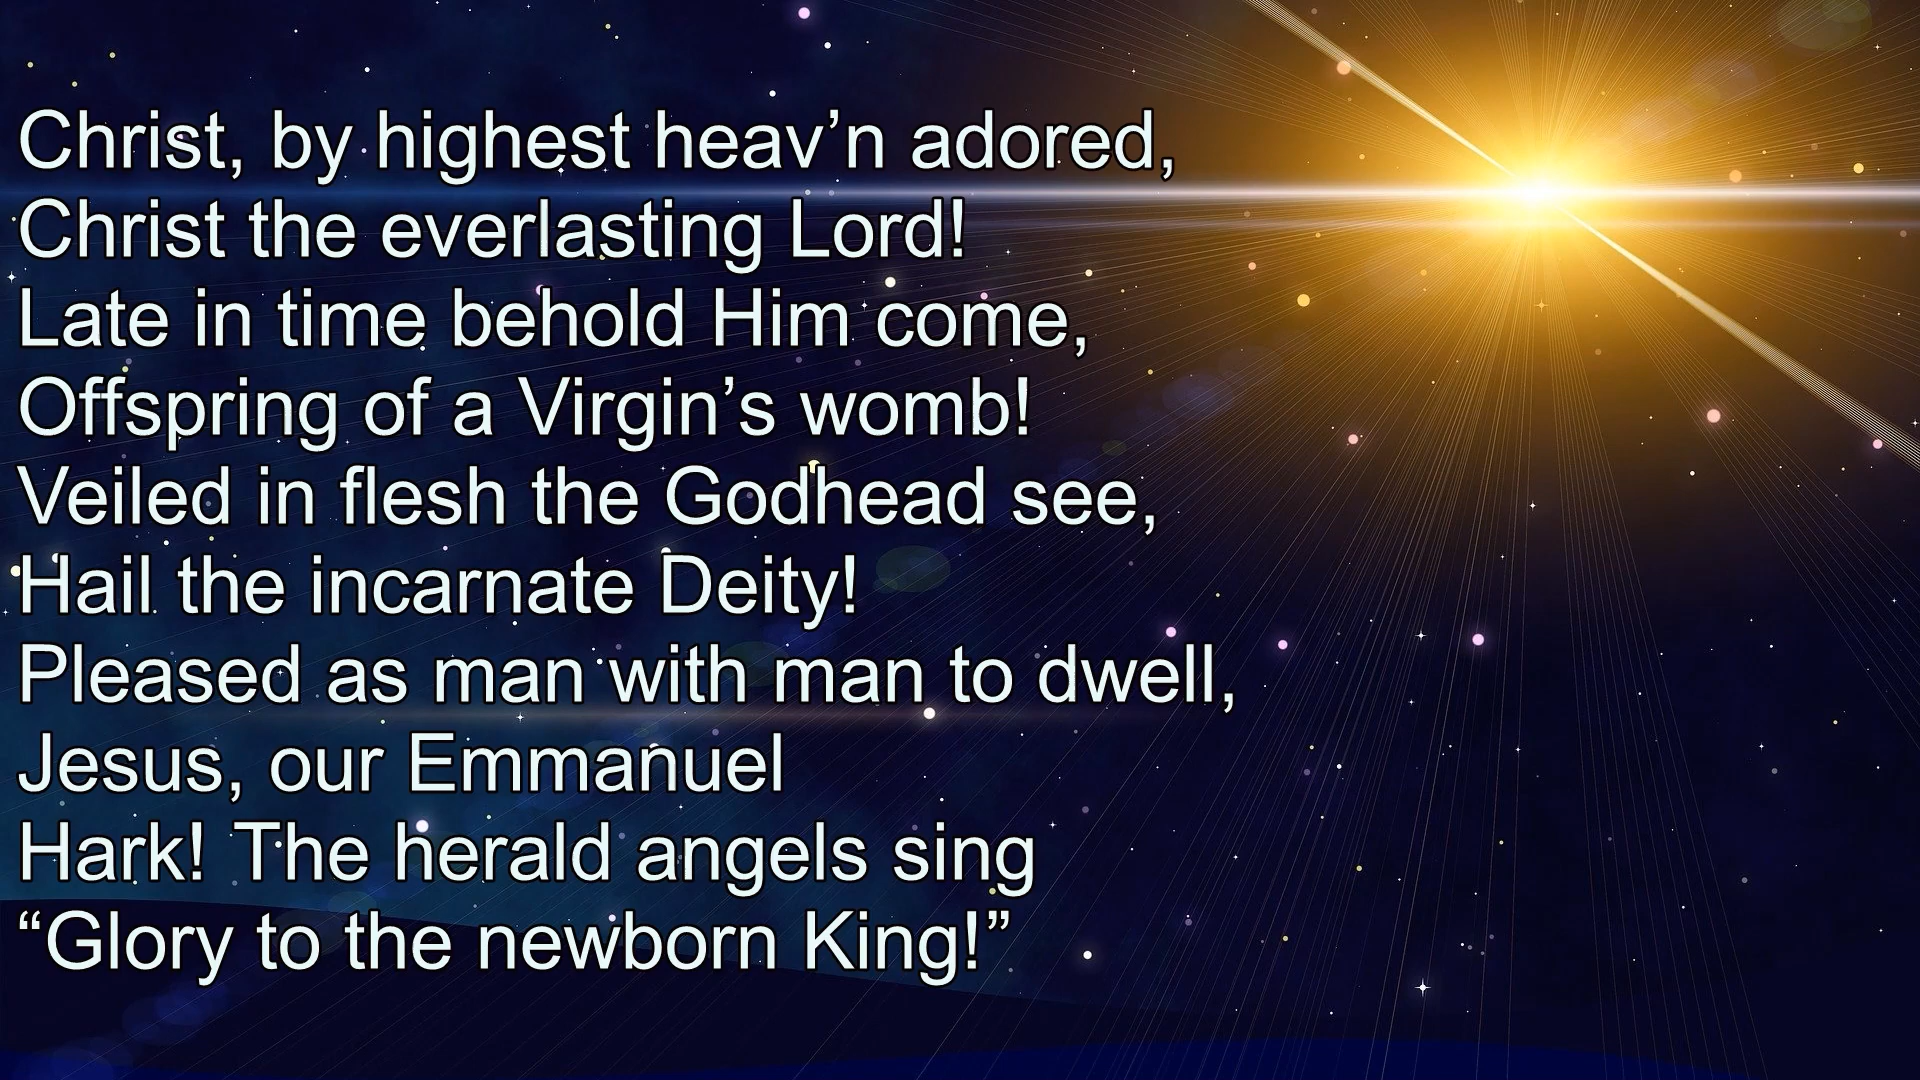 Christ, by highest heav’n adored,
Christ the everlasting Lord!
Late in time behold Him come,
Offspring of a Virgin’s womb!
Veiled in flesh the Godhead see,
Hail the incarnate Deity!
Pleased as man with man to dwell,
Jesus, our Emmanuel
Hark! The herald angels sing
“Glory to the newborn King!”